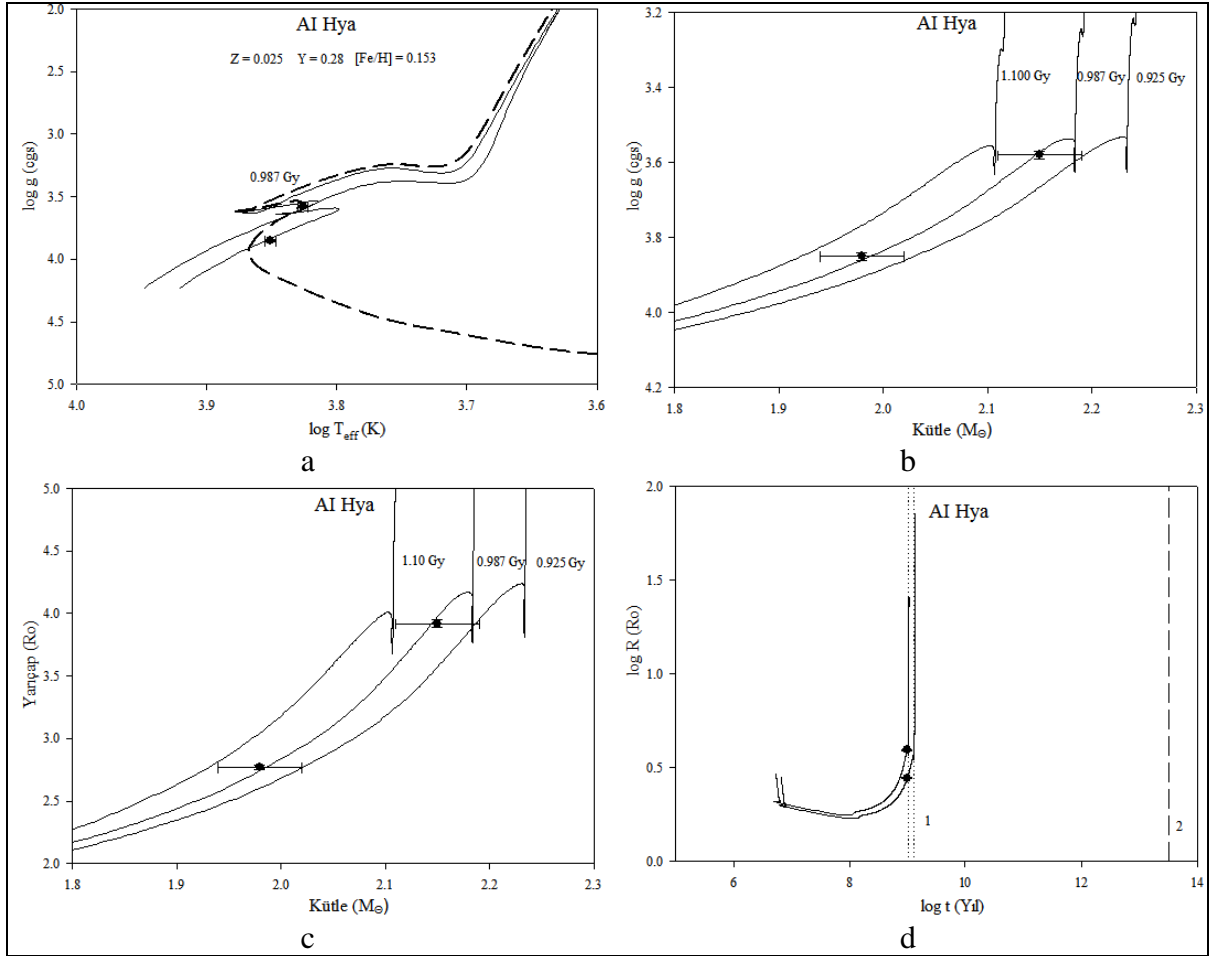 AI Hya
Z = 0.025 Y = 0.28 [Fe/H] = 0.153
0.987 Gy
log g (cgs)
2.0
2.5
3.0
3.5
4.0
4.5
5.0
4.0 3.9 3.8 3.7 3.6
log Teff (K)
a
AI Hya
1.100 Gy 0.987 Gy 0.925 Gy
log g (cgs)
3.2
3.4
3.6
3.8
4.0
4.2
1.8 1.9 2.0 2.1 2.2 2.3
Kütle (M⊙)
b
AI Hya
1.10 Gy 0.987 Gy 0.925 Gy
Yarıçap (Ro)
5.0
4.5
4.0
3.5
3.0
2.5
2.0
1.8 1.9 2.0 2.1 2.2 2.3
Kütle (M⊙)
c
AI Hya
log R (Ro)
2.0
1.5
1.0
0.5
0.0
1 2
6 8 10 12 14
log t (Yıl)
d